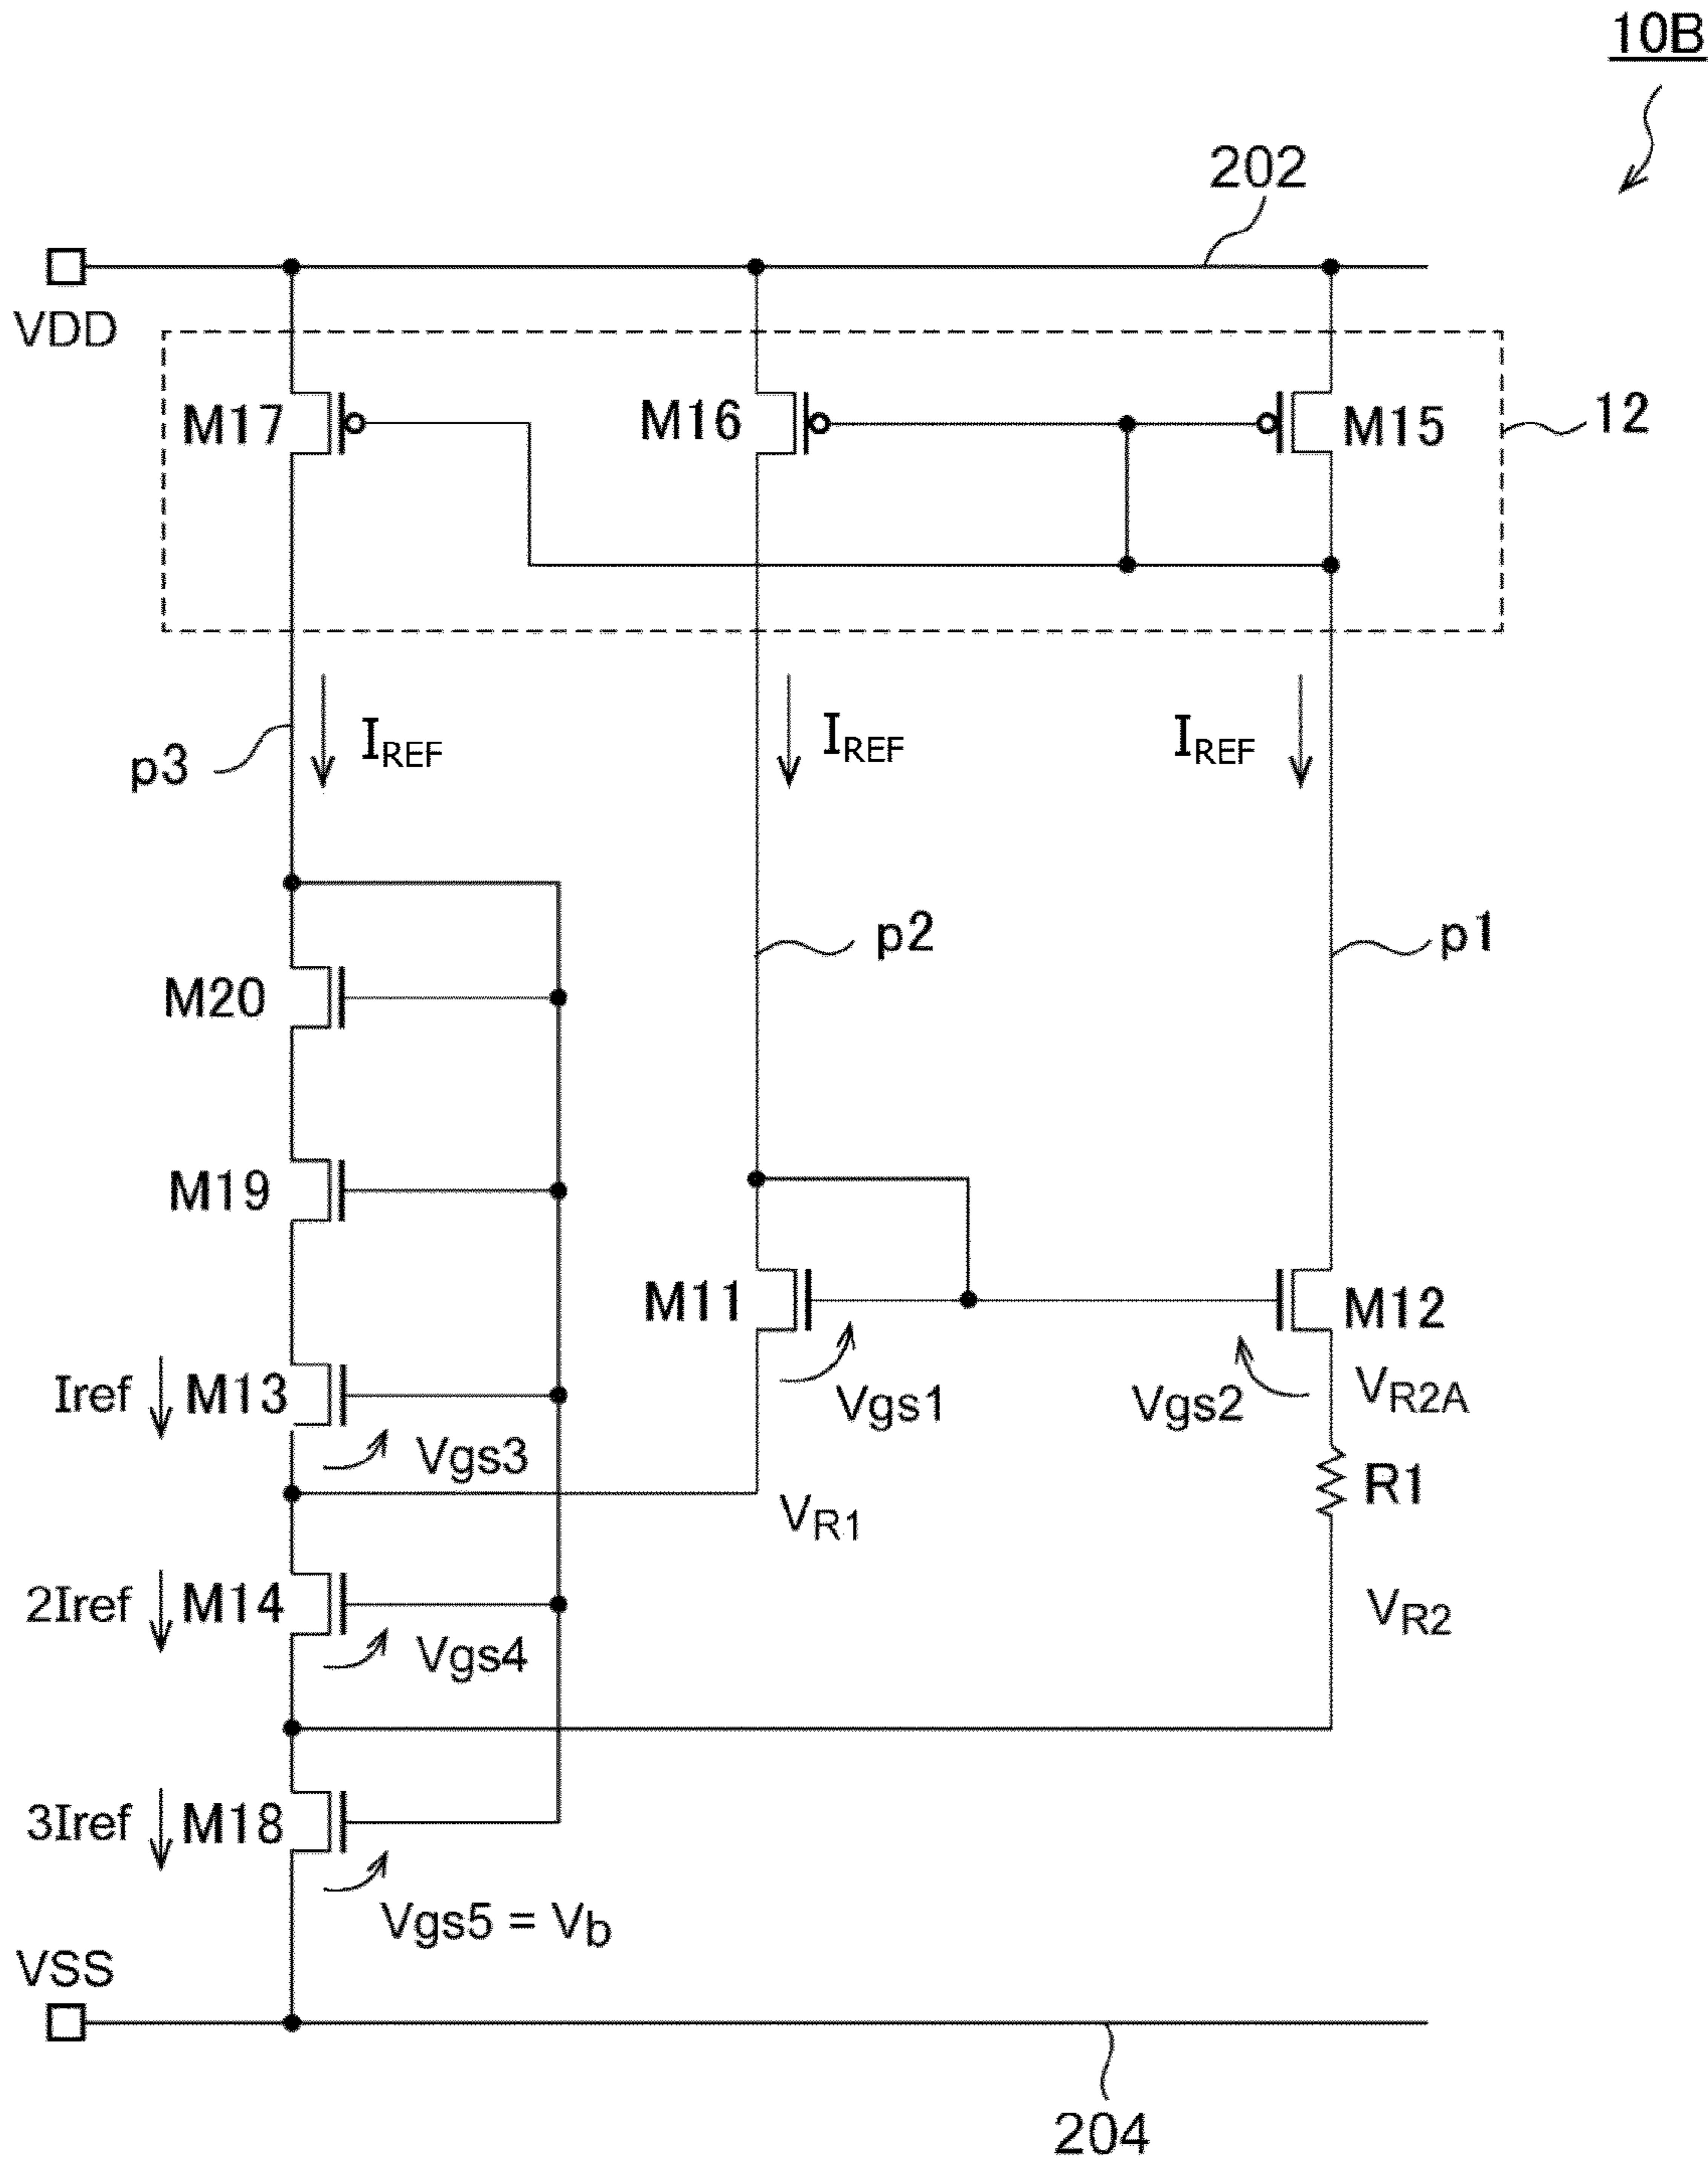 10B
202
VDD
M17
M16
M15
12
p3
IREF
IREF
IREF
p2
p1
M20
M19
M11
M12
Iref
M13
Vgs3
Vgs1
Vgs2
VR2A
R1
VR1
2Iref
M14
Vgs4
VR2
3Iref
M18
Vgs5 = Vb
VSS
204